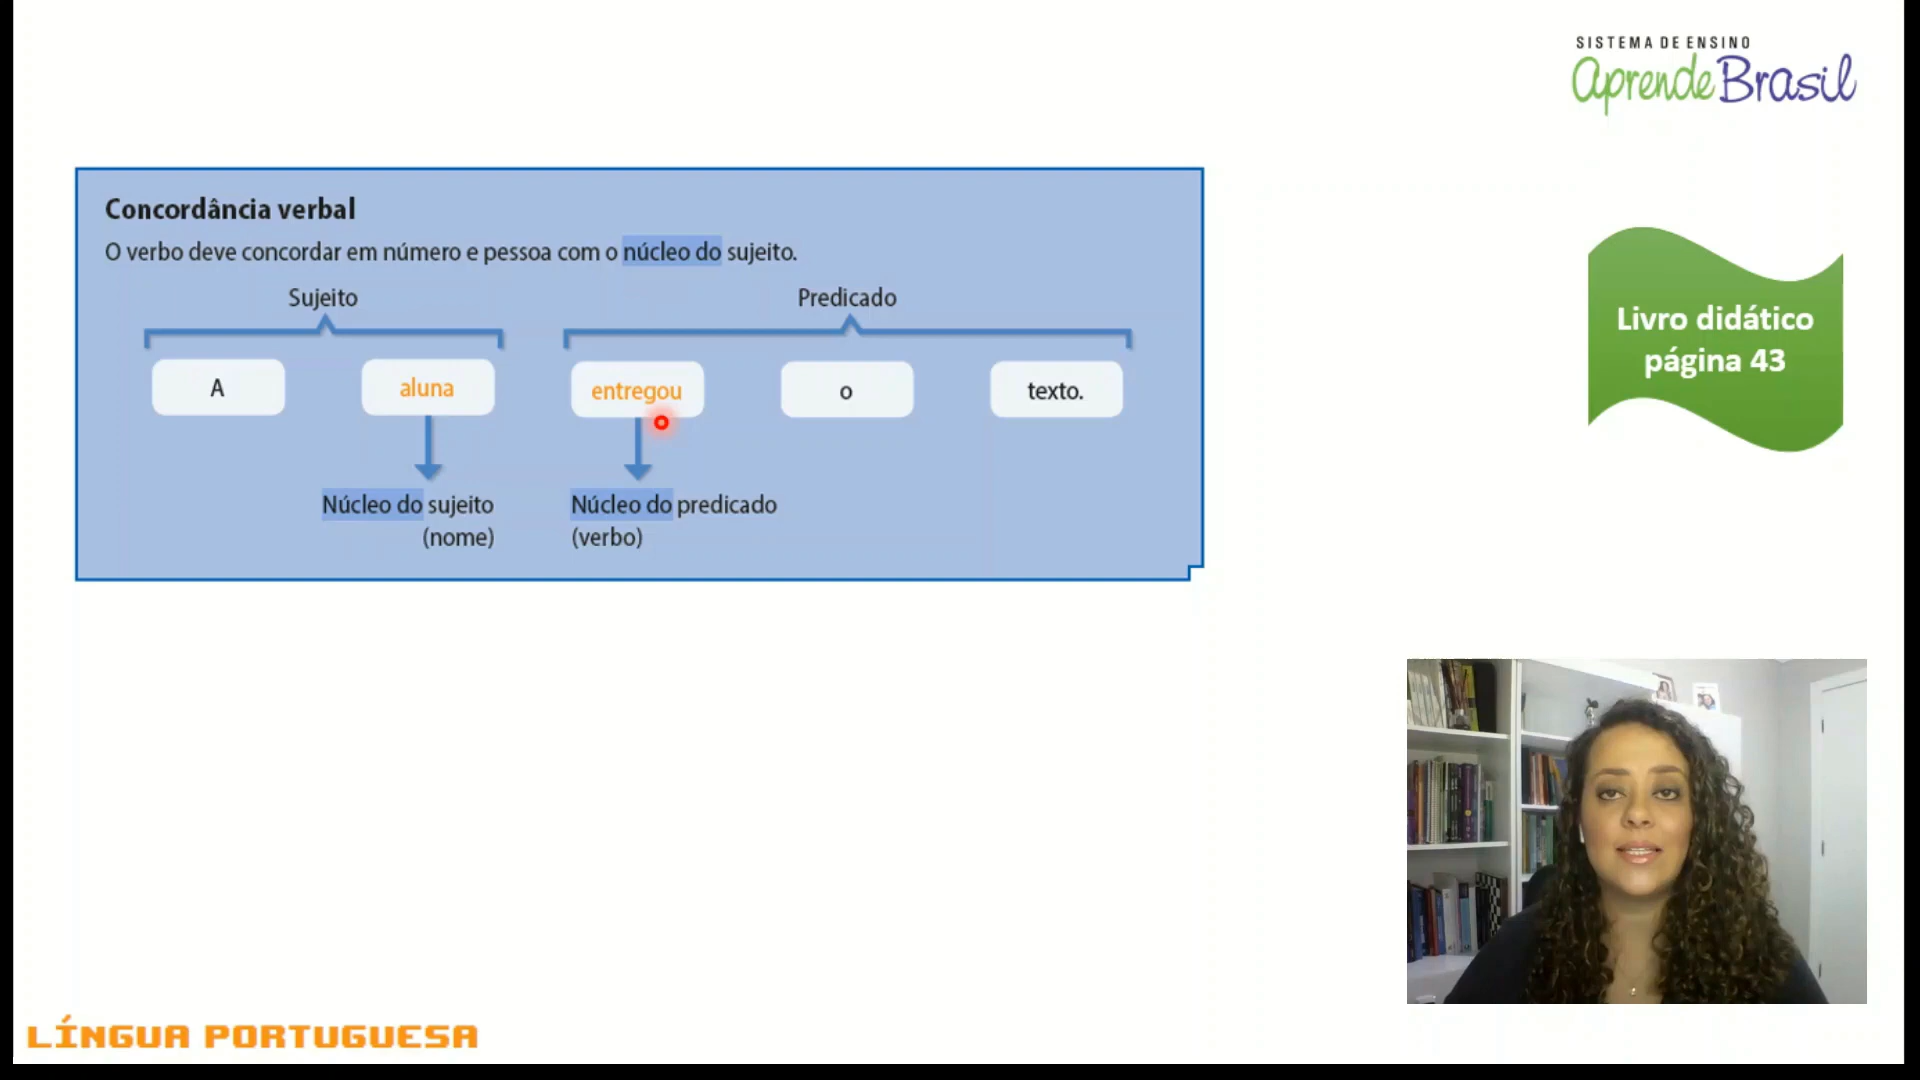 SISTEMA DE ENSINO
aprende Brasil
Concordância verbal
O verbo deve concordar em número e pessoa com o núcleo do sujeito.
Sujeito
Predicado
A
aluna
entregou
o
texto.
Núcleo do sujeito
(nome)
Núcleo do predicado
(verbo)
Livro didático
página 43
LÍNGUA PORTUGUESA